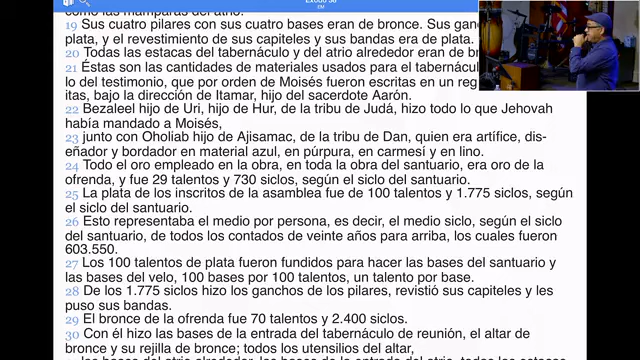 Éxodo 38
como las mamparas del atrio.
19 Sus cuatro pilares con sus cuatro bases eran de bronce. Sus
plata, y el revestimiento de sus capiteles y sus bandas era de plata.
20 Todas las estacas del tabernáculo y del atrio alrededor eran de
21 Éstas son las cantidades de materiales usados para el
lo del testimonio, que por orden de Moisés fueron escritas en un
itas, bajo la dirección de Itamar, hijo del sacerdote Aarón.
22 Bezaleel hijo de Uri, hijo de Hur, de la tribu de Judá, hizo todo lo que Jehovah
había mandado a Moisés,
23 junto con Oholiab hijo de Ajisamac, de la tribu de Dan, quien era artífice, dis-
eñador y bordador en material azul, en púrpura, en carmesí y en lino.
24 Todo el oro empleado en la obra, en toda la obra del santuario, era oro de la
ofrenda, y fue 29 talentos y 730 siclos, según el siclo del santuario.
25 La plata de los inscritos de la asamblea fue de 100 talentos y 1.775 siclos, según
el siclo del santuario.
26 Esto representaba el medio por persona, es decir, el medio siclo, según el siclo
del santuario, de todos los contados de veinte años para arriba, los cuales fueron
603.550.
27 Los 100 talentos de plata fueron fundidos para hacer las bases del santuario y
las bases del velo, 100 bases por 100 talentos, un talento por base.
28 De los 1.775 siclos hizo los ganchos de los pilares, revistió sus capiteles y les
puso sus bandas.
29 El bronce de la ofrenda fue 70 talentos y 2.400 siclos.
30 Con él hizo las bases de la entrada del tabernáculo de reunión, el altar de
bronce y su rejilla de bronce; todos los utensilios del altar,